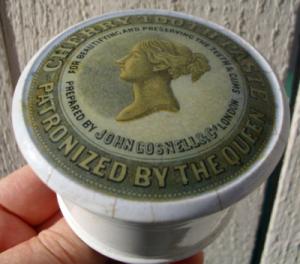 CHERRY TOOTH PASTE
FOR BEAUTIFYING AND PRESERVING THE TEETH & GUMS
PREPARED BY JOHN GOSNELL & Co LONDON
PATRONIZED BY THE QUEEN